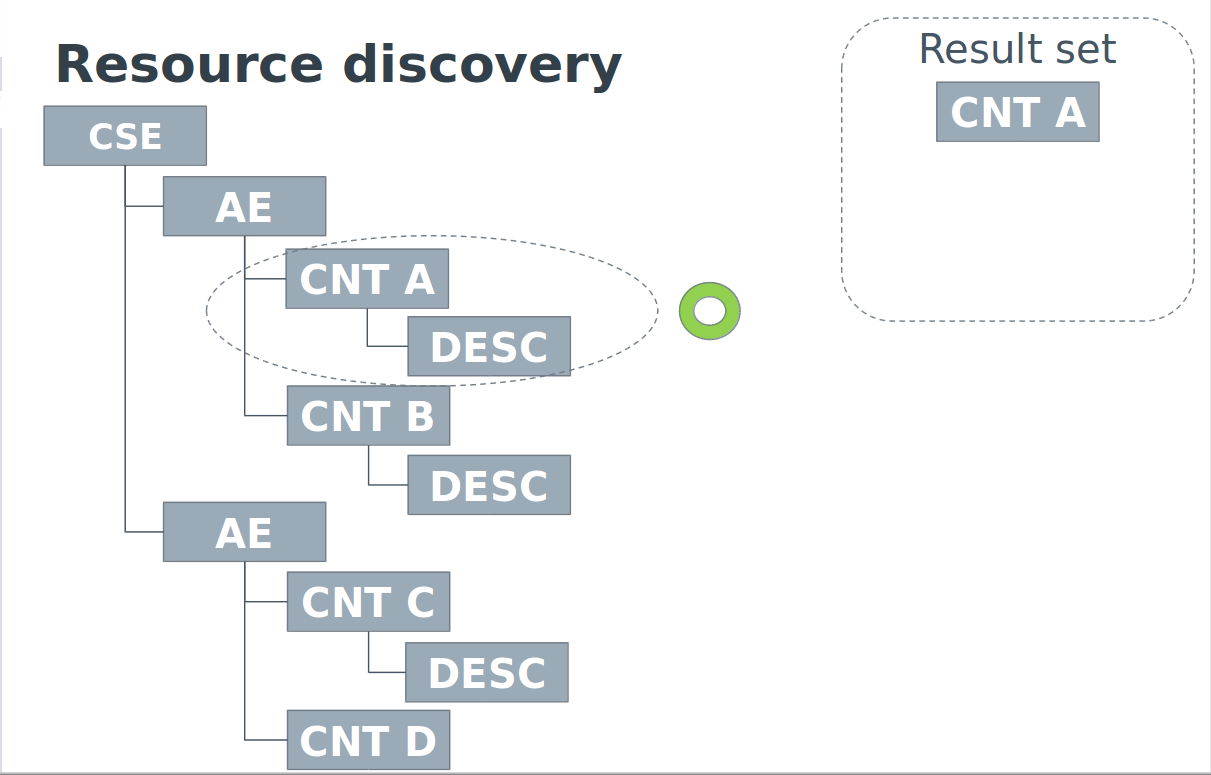 Resource discovery
Result set
CNT A
CSE
AE
CNT A
DESC
CNT B
DESC
AE
CNT C
DESC
CNT D